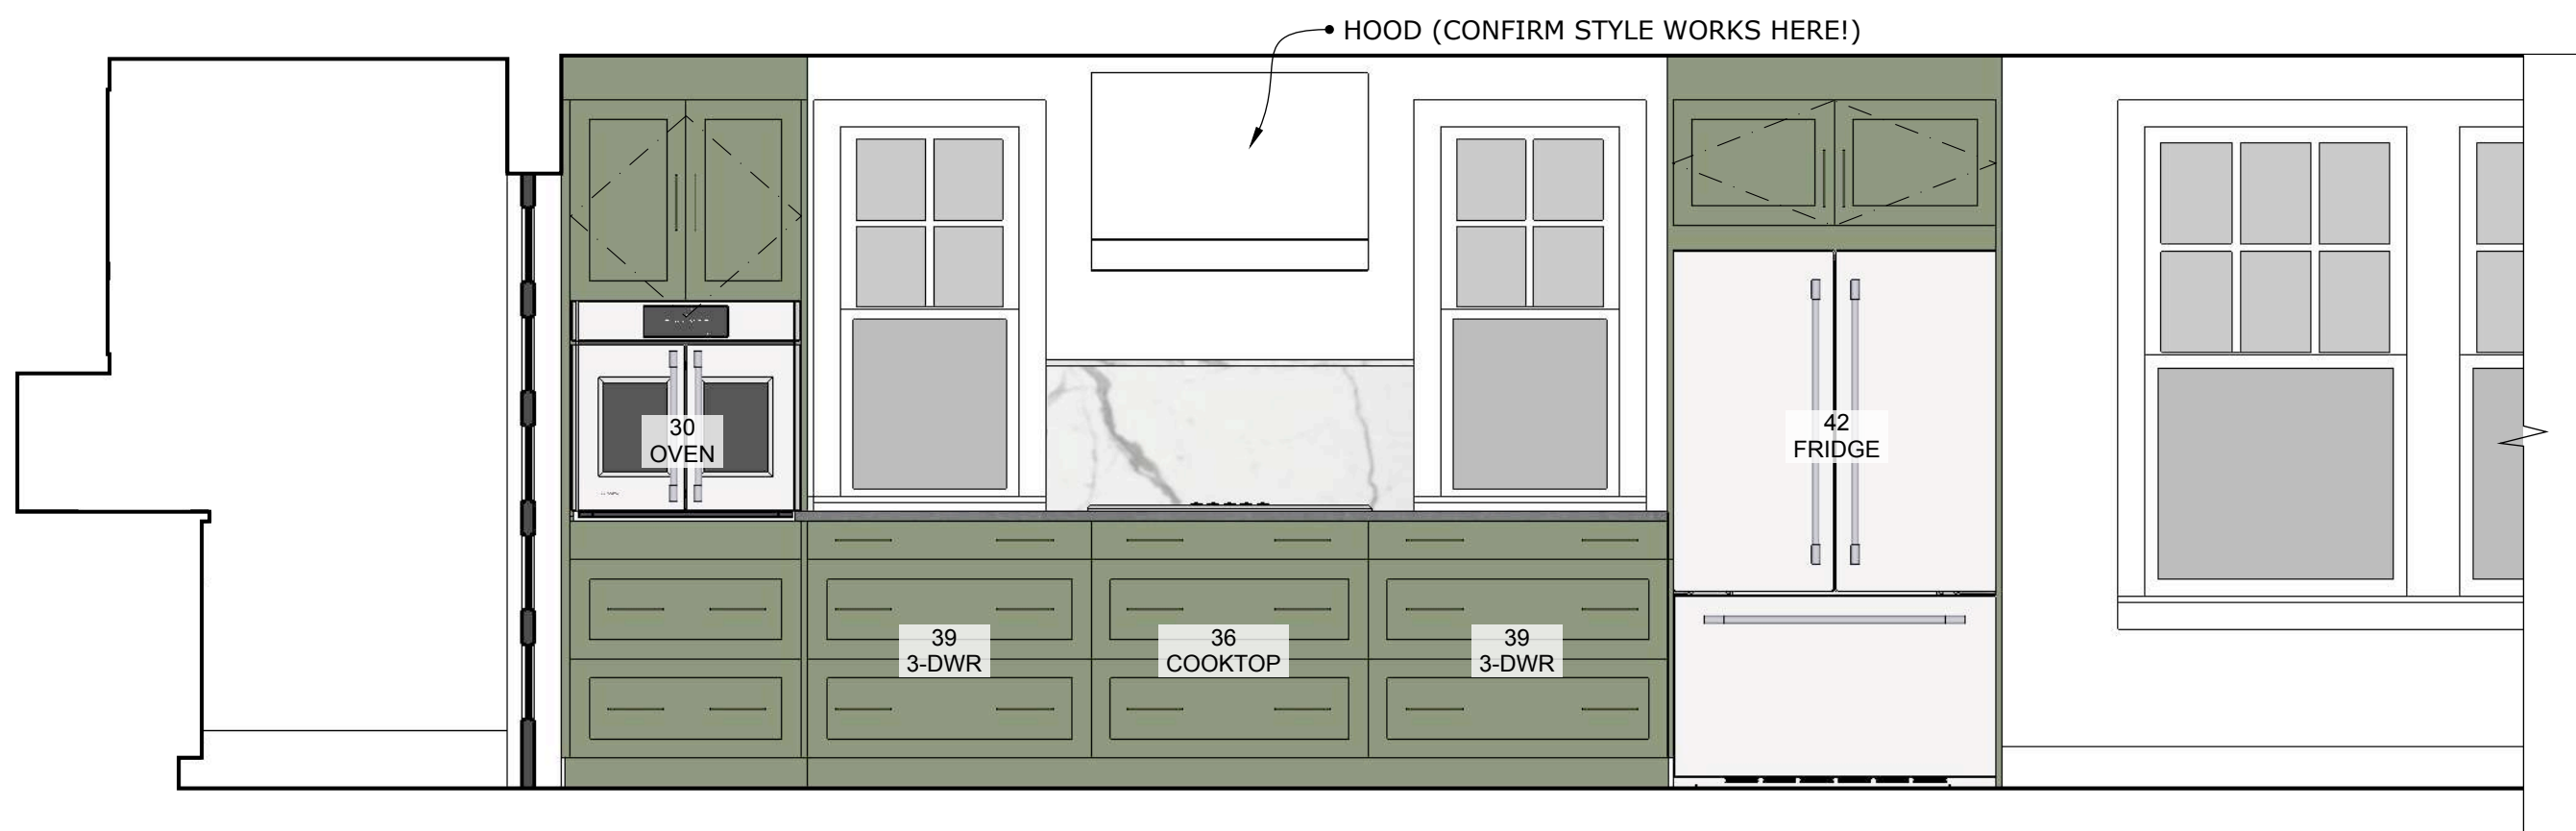 HOOD (CONFIRM STYLE WORKS HERE!)
30
OVEN
42
FRIDGE
39
3-DWR
36
COOKTOP
39
3-DWR